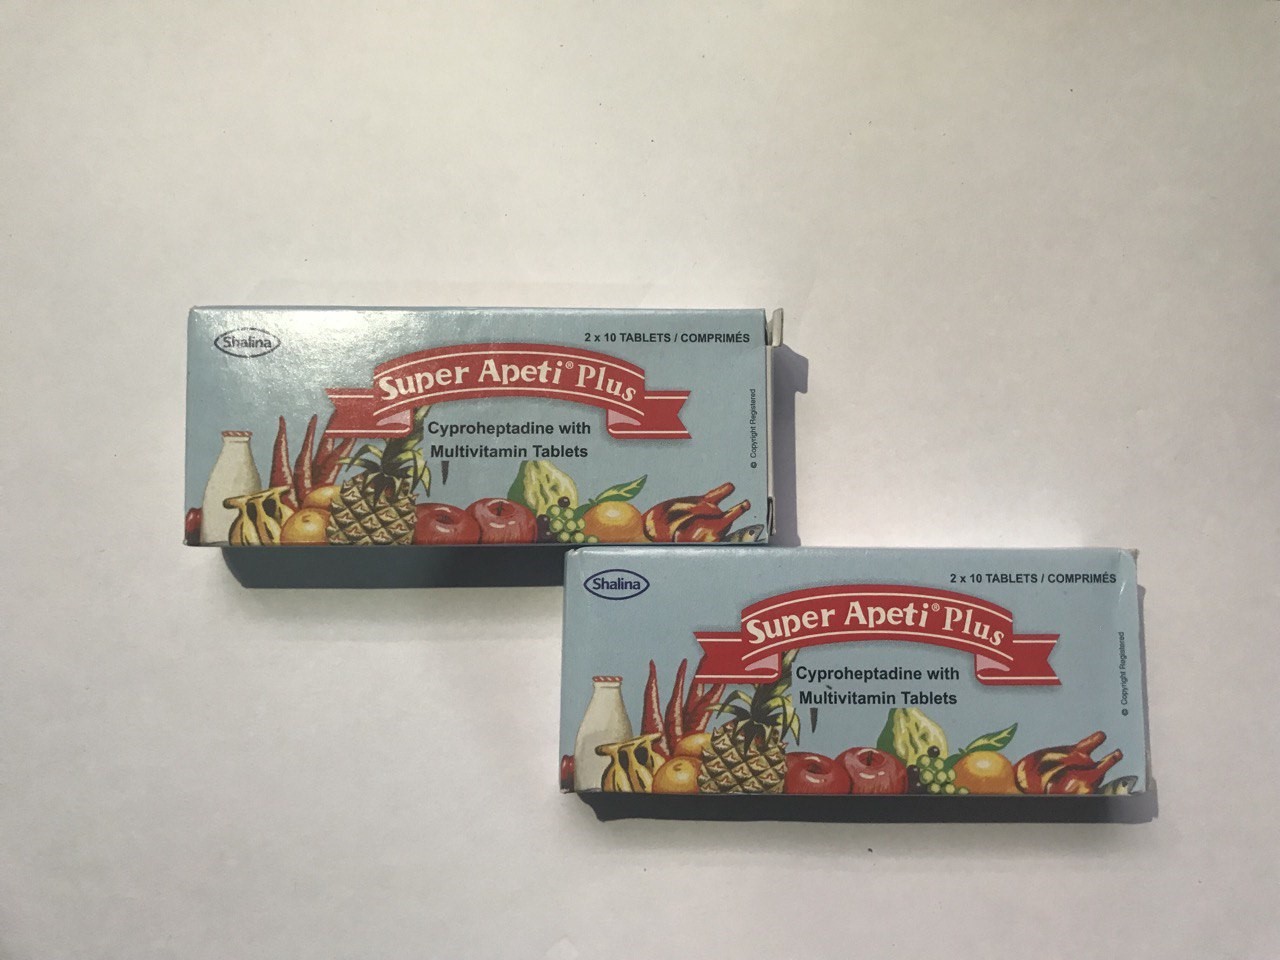 Shalina
2 x 10 TABLETS / COMPRIMÉS
Super Apeti® Plus
Cyproheptadine with
Multivitamin Tablets
© Copyright Registered
Shalina
2 x 10 TABLETS / COMPRIMÉS
Super Apeti® Plus
Cyproheptadine with
Multivitamin Tablets
© Copyright Registered